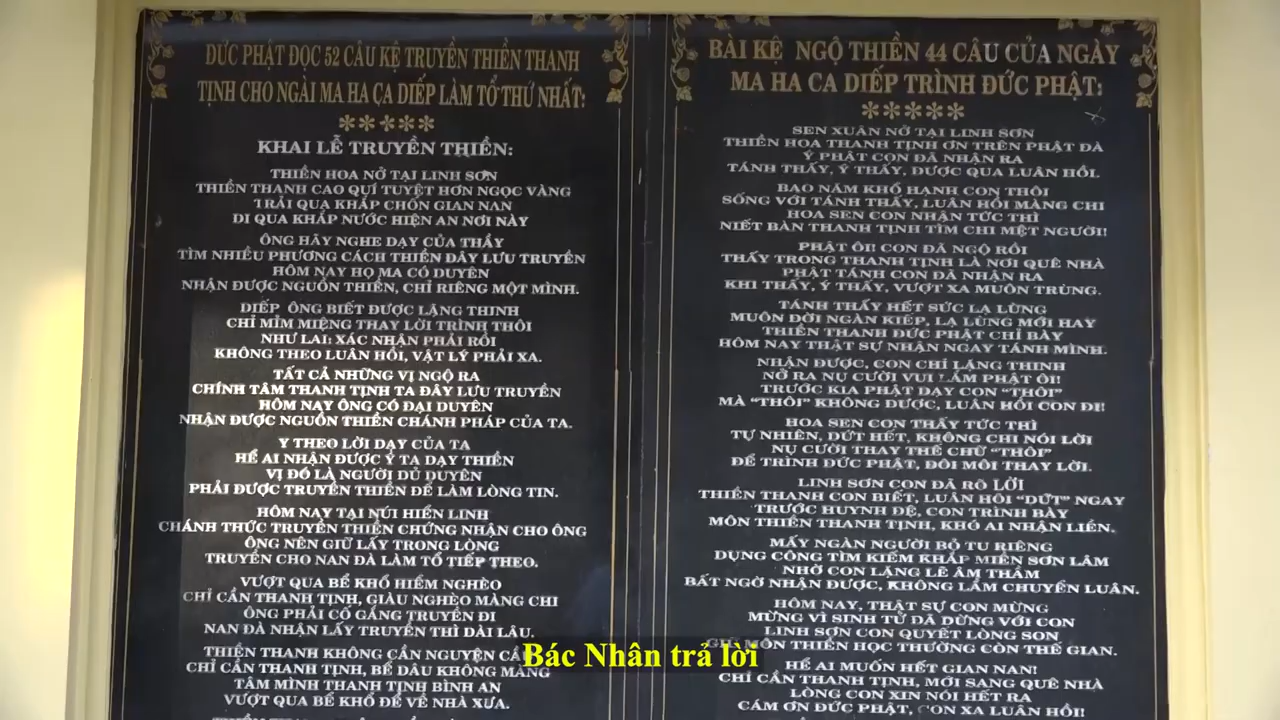 ĐỨC PHẬT ĐỌC 52 CÂU KỆ TRUYỀN THIỀN THANH
TỊNH CHO NGÀI MA HA CA DIẾP LÀM TỔ THỨ NHẤT:
KHAI LỄ TRUYỀN THIỀN:
THIỀN HOA NỞ TẠI LINH SƠN
THIỀN THANH CAO QUÍ TUYỆT HƠN NGỌC VÀNG
TRẢI QUA KHẮP CHỐN GIAN NAN
DI QUA KHẮP NƯỚC HIỆN AN NƠI NÀY
ÔNG HÃY NGHE DẠY CỦA THẦY
TÌM NHIỀU PHƯƠNG CÁCH THIỀN ĐÂY LƯU TRUYỀN
HÔM NAY HỌ MA CÓ DUYÊN
NHẬN ĐƯỢC NGUỒN THIỀN, CHỈ RIÊNG MỘT MÌNH.
DIẾP ÔNG BIẾT ĐƯỢC LẶNG THINH
CHỈ MỈM MIỆNG THAY LỜI TRÌNH THÔI
NHƯ LAI: XÁC NHẬN PHẢI RỒI
KHÔNG THEO LUÂN HỒI, VẬT LÝ PHẢI XA.
TẤT CẢ NHỮNG VỊ NGỘ RA
CHÍNH TÂM THANH TỊNH TA ĐÂY LƯU TRUYỀN
HÔM NAY ÔNG CÓ ĐẠI DUYÊN
NHẬN ĐƯỢC NGUỒN THIỀN CHÁNH PHÁP CỦA TA.
Y THEO LỜI DẠY CỦA TA
HỄ AI NHẬN ĐƯỢC Ý TA DẠY THIỀN
VỊ ĐÓ LÀ NGƯỜI ĐỦ DUYÊN
PHẢI ĐƯỢC TRUYỀN THIỀN ĐỂ LÀM LÒNG TIN.
HÔM NAY TẠI NÚI HIỂN LINH
CHÁNH THỨC TRUYỀN THIỀN CHỨNG NHẬN CHO ÔNG
ÔNG NÊN GIỮ LẤY TRONG LÒNG
TRUYỀN CHO NAN ĐÀ LÀM TỔ TIẾP THEO.
VƯỢT QUA BỂ KHỔ HIỂM NGHÈO
CHỈ CẦN THANH TỊNH, GIÀU NGHÈO MÀNG CHI
ÔNG PHẢI CỐ GẮNG TRUYỀN ĐI
NAN ĐÀ NHẬN LẤY TRUYỀN THÌ DÀI LÂU.
THIỀN THANH KHÔNG CẦN NGUYỆN CẦU
CHỈ CẦN THANH TỊNH, BỂ DÂU KHÔNG MÀNG
TÂM MÌNH THANH TỊNH BÌNH AN
VƯỢT QUA BỂ KHỔ ĐỂ VỀ NHÀ XƯA.
BÀI KỆ NGỘ THIỀN 44 CÂU CỦA NGÀY
MA HA CA DIẾP TRÌNH ĐỨC PHẬT:
SEN XUÂN NỞ TẠI LINH SƠN
THIỀN HOA THANH TỊNH ƠN TRÊN PHẬT ĐÀ
Ý PHẬT CON ĐÃ NHẬN RA
TÁNH THẤY, Ý THẤY, ĐƯỢC QUA LUÂN HỒI.
BAO NĂM KHỔ HẠNH CON THÔI
SỐNG VỚI TÁNH THẤY, LUÂN HỒI MÀNG CHI
HOA SEN CON NHẬN TỨC THÌ
NIẾT BÀN THANH TỊNH TÌM CHI MỆT NGƯỜI!
PHẬT ÔI! CON ĐÃ NGỘ RỒI
THẤY TRONG THANH TỊNH LÀ NƠI QUÊ NHÀ
PHẬT TÁNH CON ĐÃ NHẬN RA
KHI THẤY, Ý THẤY, VƯỢT XA MUÔN TRÙNG.
TÁNH THẤY HẾT SỨC LẠ LÙNG
MUÔN ĐỜI NGÀN KIẾP, LẠ LÙNG MỚI HAY
THIỀN THANH ĐỨC PHẬT CHỈ BÀY
HÔM NAY THẬT SỰ NHẬN NGAY TÁNH MÌNH.
NHẬN ĐƯỢC, CON CHỈ LẶNG THINH
NỞ RA NỤ CƯỜI VUI LẮM PHẬT ÔI!
TRƯỚC KIA PHẬT DẠY CON "THÔI"
MÀ "THÔI" KHÔNG ĐƯỢC, LUÂN HỒI CON ĐI!
HOA SEN CON THẤY TỨC THÌ
TỰ NHIÊN, DỨT HẾT, KHÔNG CHI NÓI LỜI
NỤ CƯỜI THAY THẾ CHỮ "THÔI"
ĐỂ TRÌNH ĐỨC PHẬT, ĐÔI MÔI THAY LỜI.
LINH SƠN CON ĐÃ RÕ LỜI
THIỀN THANH CON BIẾT, LUÂN HỒI "DỨT" NGAY
TRƯỚC HUYNH ĐỆ, CON TRÌNH BÀY
MÔN THIỀN THANH TỊNH, KHÓ AI NHẬN LIỀN.
MẤY NGÀN NGƯỜI BỎ TU RIÊNG
DỤNG CÔNG TÌM KIẾM KHẮP MIỀN SƠN LÂM
NHỜ CON LẶNG LẼ ÂM THẦM
BẤT NGỜ NHẬN ĐƯỢC, KHÔNG LẦM CHUYỂN LUÂN.
HÔM NAY, THẬT SỰ CON MỪNG
MỪNG VÌ SINH TỬ ĐÃ DỪNG VỚI CON
LINH SƠN CON QUYẾT LÒNG SON
GIỮ MÔN THIỀN HỌC THƯỜNG CÒN THẾ GIAN.
HỄ AI MUỐN HẾT GIAN NAN!
CHỈ CẦN THANH TỊNH, MỚI SANG QUÊ NHÀ
LÒNG CON XIN NÓI HẾT RA
CÁM ƠN ĐỨC PHẬT, CON XA LUÂN HỒI!
Bác Nhân trả lời